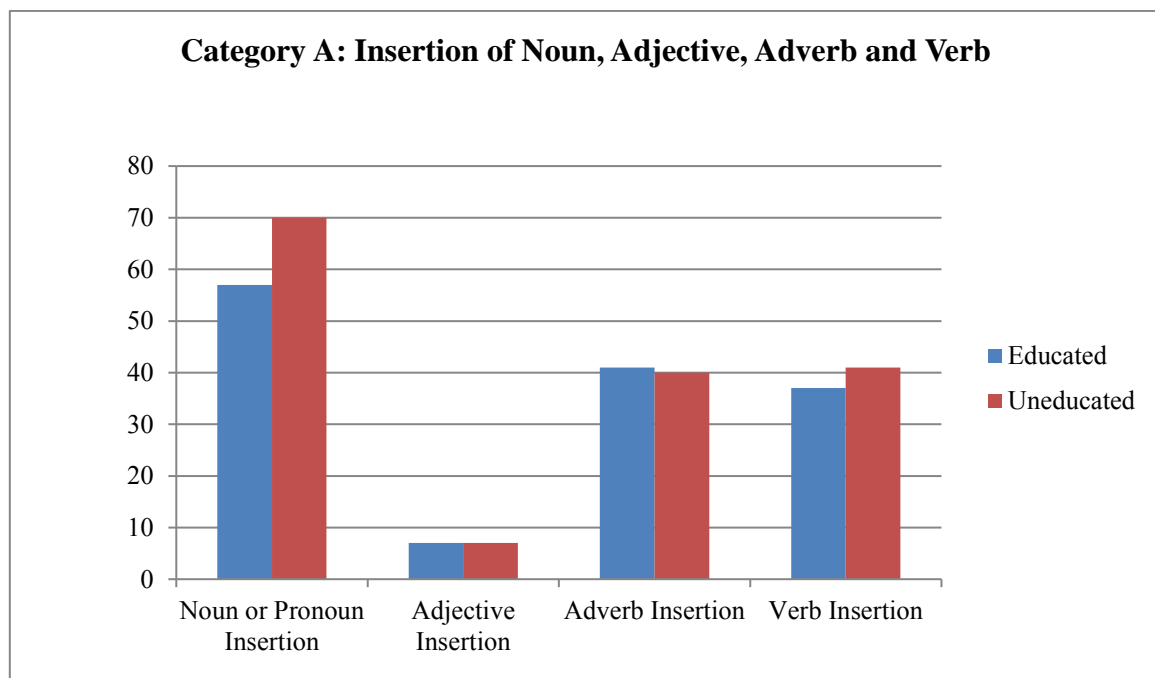 Category A: Insertion of Noun, Adjective, Adverb and Verb
80
70
60
50
40
30
20
10
0
Noun or Pronoun
Insertion
Adjective
Insertion
Adverb Insertion
Verb Insertion
Educated
Uneducated